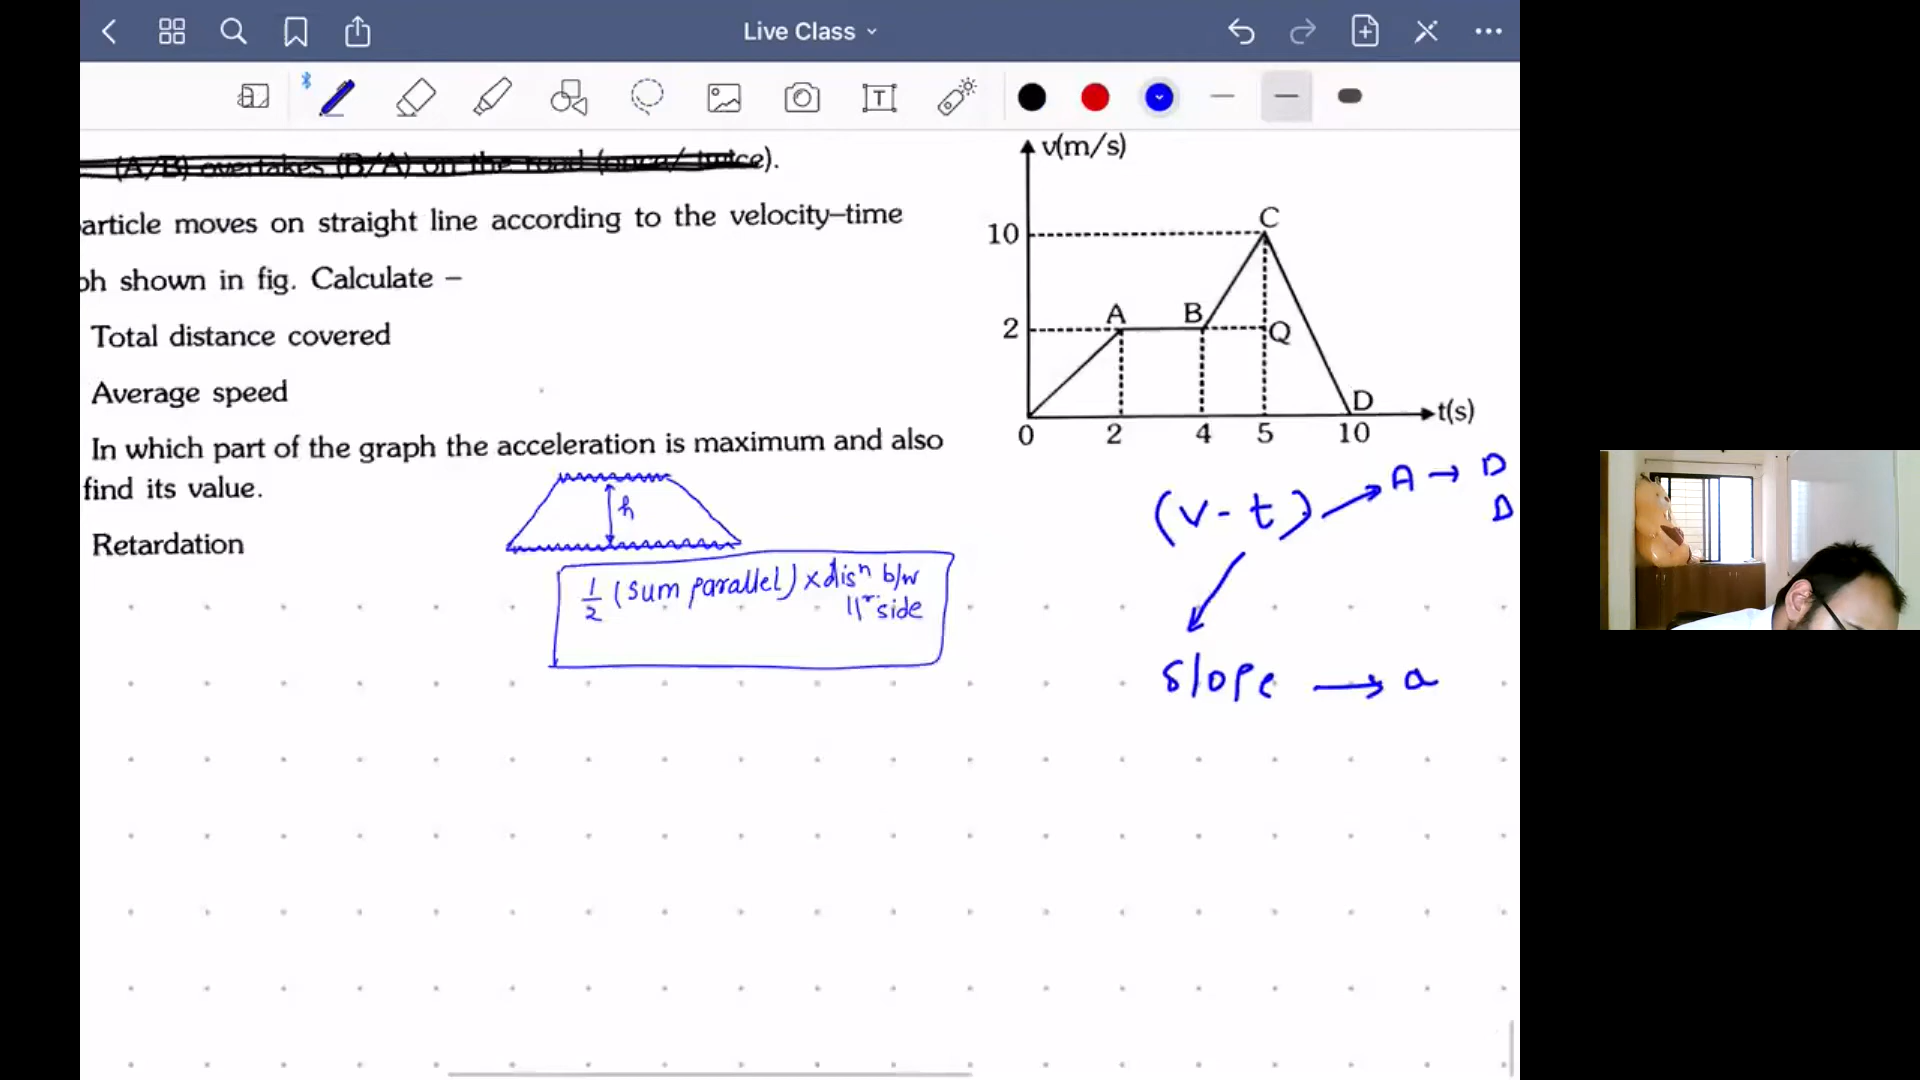 Live Class
T
(A/B) overtakes (B/A) on the road (once/ twice).
article moves on straight line according to the velocity–time
ph shown in fig. Calculate –
Total distance covered
Average speed
In which part of the graph the acceleration is maximum and also
find its value.
Retardation
h
1/2 (sum parallel) × disⁿ b/w
11ʳ side
v(m/s)
C
10
A B
2 Q
D
t(s)
0 2 4 5 10
(v - t) → A → D
D
slope → a